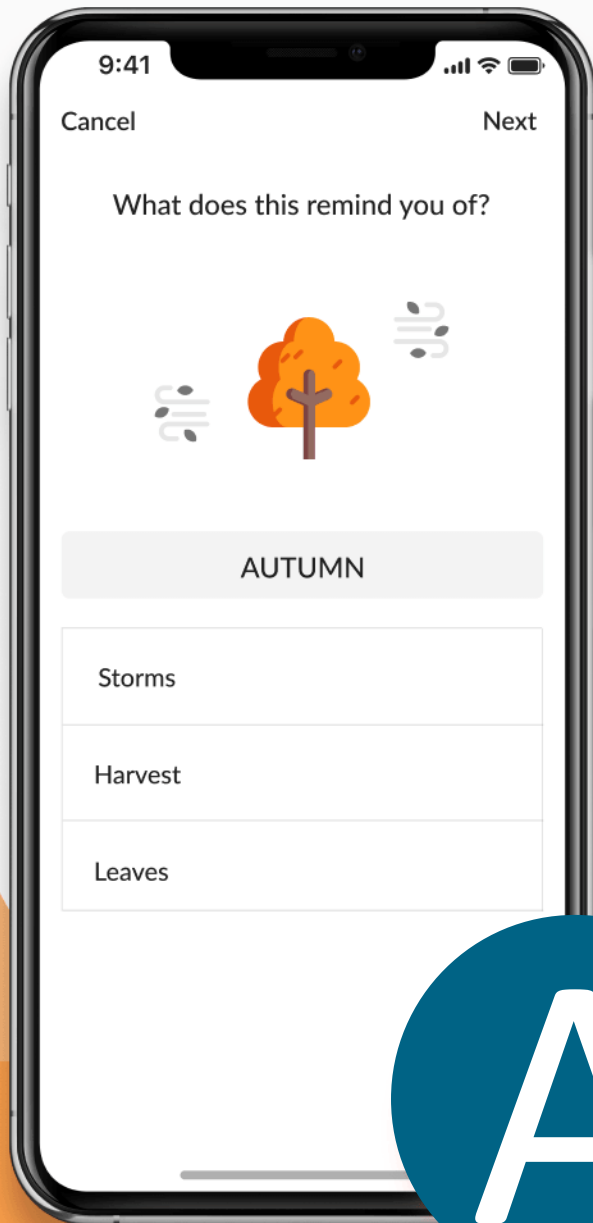 9:41
Cancel Next
What does this remind you of?
AUTUMN
Storms
Harvest
Leaves
A